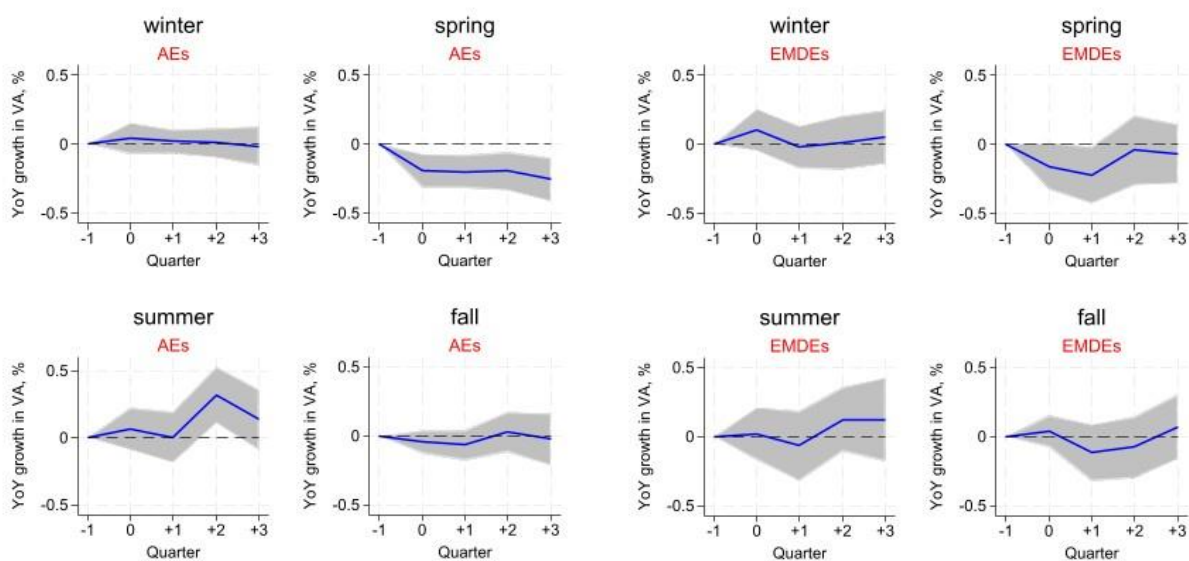 winter
AEs
YoY growth in VA, %
0.5
0
-0.5
-1 0 +1 +2 +3
Quarter
spring
AEs
YoY growth in VA, %
0.5
0
-0.5
-1 0 +1 +2 +3
Quarter
winter
EMDEs
YoY growth in VA, %
0.5
0
-0.5
-1 0 +1 +2 +3
Quarter
spring
EMDEs
YoY growth in VA, %
0.5
0
-0.5
-1 0 +1 +2 +3
Quarter
summer
AEs
YoY growth in VA, %
0.5
0
-0.5
-1 0 +1 +2 +3
Quarter
fall
AEs
YoY growth in VA, %
0.5
0
-0.5
-1 0 +1 +2 +3
Quarter
summer
EMDEs
YoY growth in VA, %
0.5
0
-0.5
-1 0 +1 +2 +3
Quarter
fall
EMDEs
YoY growth in VA, %
0.5
0
-0.5
-1 0 +1 +2 +3
Quarter